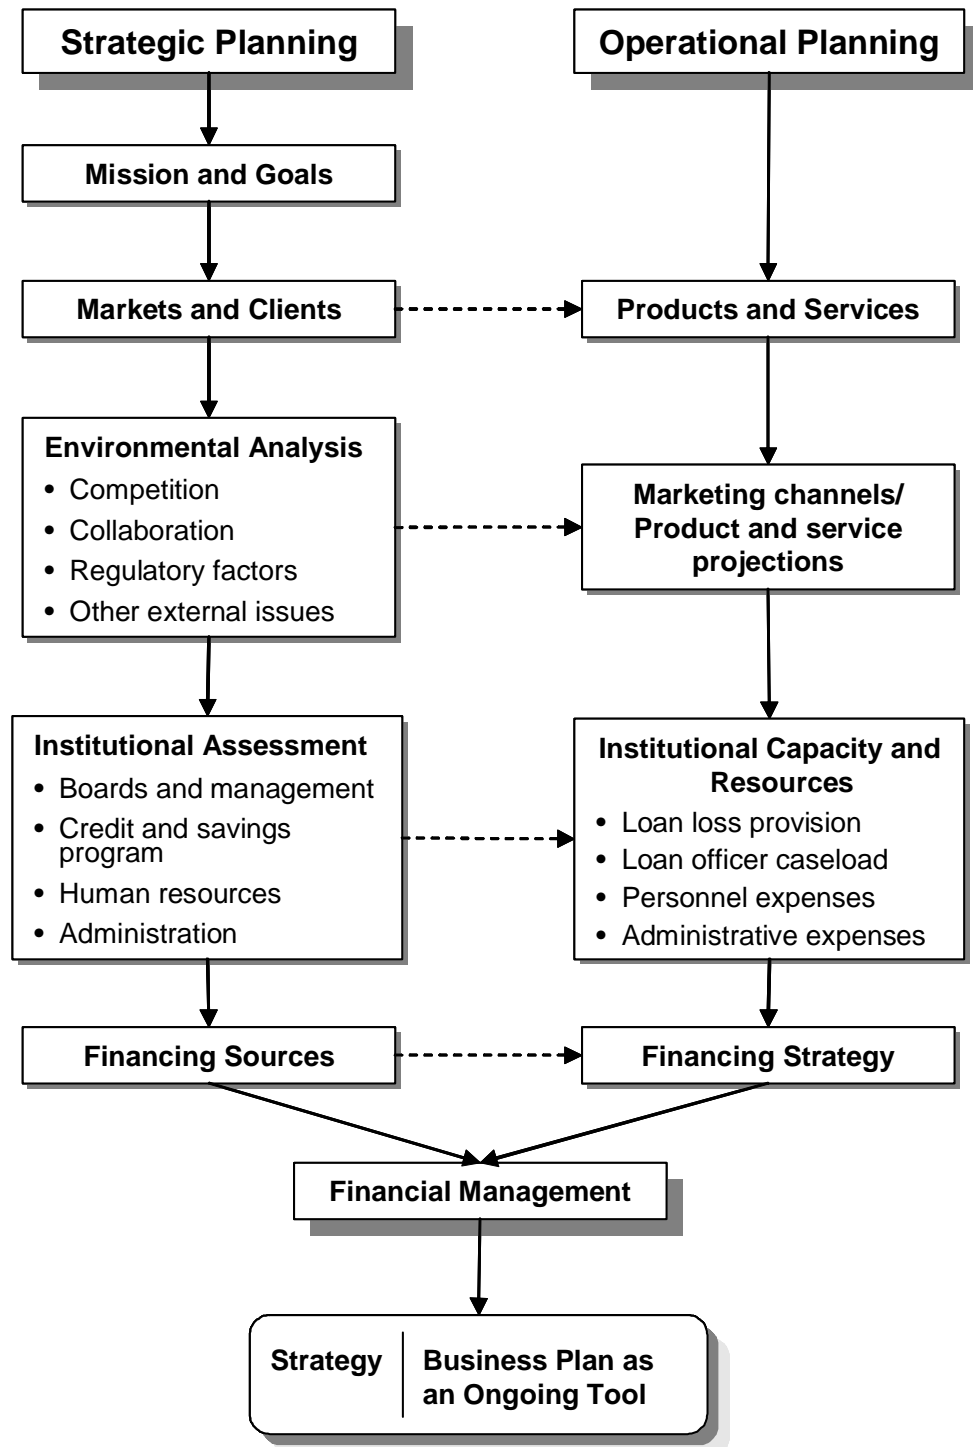 Strategic Planning
Operational Planning
Mission and Goals
Markets and Clients
Products and Services
Environmental Analysis
• Competition
• Collaboration
• Regulatory factors
• Other external issues
Marketing channels/
Product and service
projections
Institutional Assessment
• Boards and management
• Credit and savings
program
• Human resources
• Administration
Institutional Capacity and
Resources
• Loan loss provision
• Loan officer caseload
• Personnel expenses
• Administrative expenses
Financing Sources
Financing Strategy
Financial Management
Strategy
Business Plan as
an Ongoing Tool